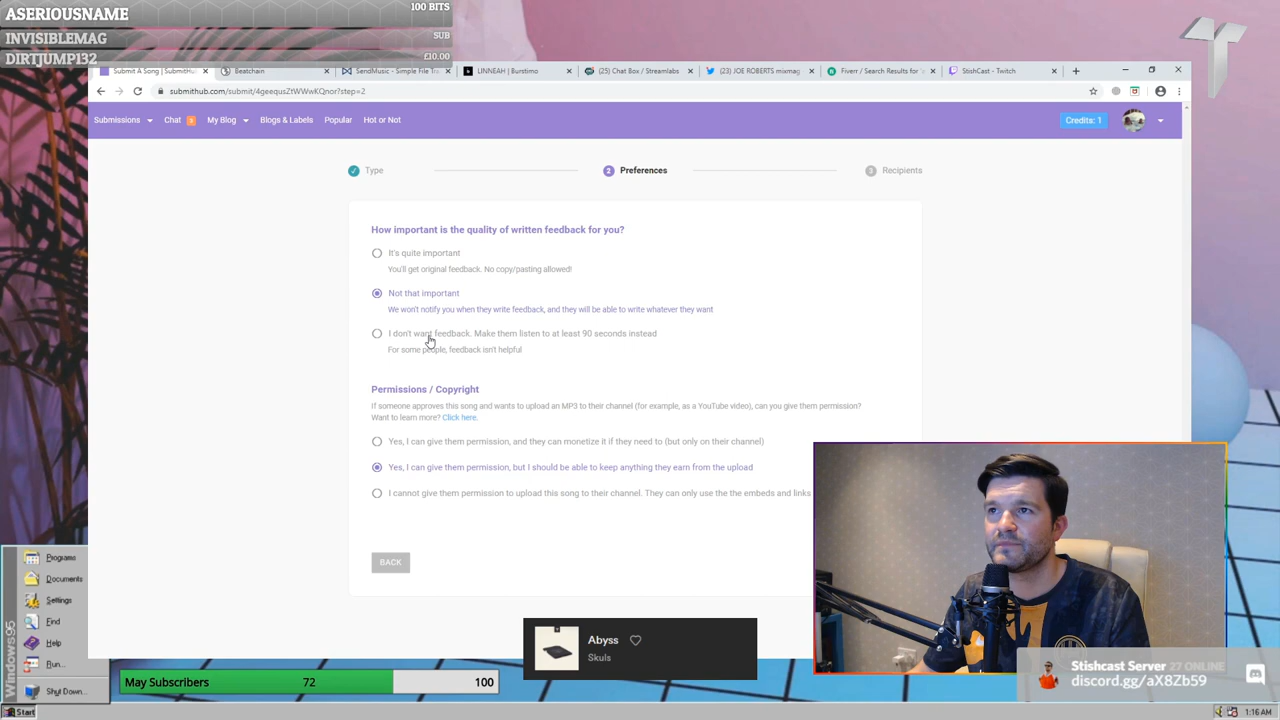 ASERIOUSNAME 100 BITS
INVISIBLEMAG SUB
DIRTJUMP132 £10.00
Submit A Song | SubmitHub Beatchain SendMusic - Simple File Tra LINNEAH | Burstimo (25) Chat Box / Streamlabs (23) JOE ROBERTS mixmag Fiverr / Search Results for StishCast - Twitch
submithub.com/submit/4geequsZtWWwKQnor?step=2
Submissions Chat 3 My Blog Blogs & Labels Popular Hot or Not Credits: 1
Type 2 Preferences 3 Recipients
How important is the quality of written feedback for you?
It's quite important
You'll get original feedback. No copy/pasting allowed!
Not that important
We won't notify you when they write feedback, and they will be able to write whatever they want
I don't want feedback. Make them listen to at least 90 seconds instead
For some people, feedback isn't helpful
Permissions / Copyright
If someone approves this song and wants to upload an MP3 to their channel (for example, as a YouTube video), can you give them permission?
Want to learn more? Click here.
Yes, I can give them permission, and they can monetize it if they need to (but only on their channel)
Yes, I can give them permission, but I should be able to keep anything they earn from the upload
I cannot give them permission to upload this song to their channel. They can only use the the embeds and links
BACK
Programs
Documents
Settings
Find
Help
Run...
Shut Down...
Windows95
Abyss
Skuls
May Subscribers 72 100
Stishcast Server 27 ONLINE
discord.gg/aX8Zb59
Start 1:16 AM